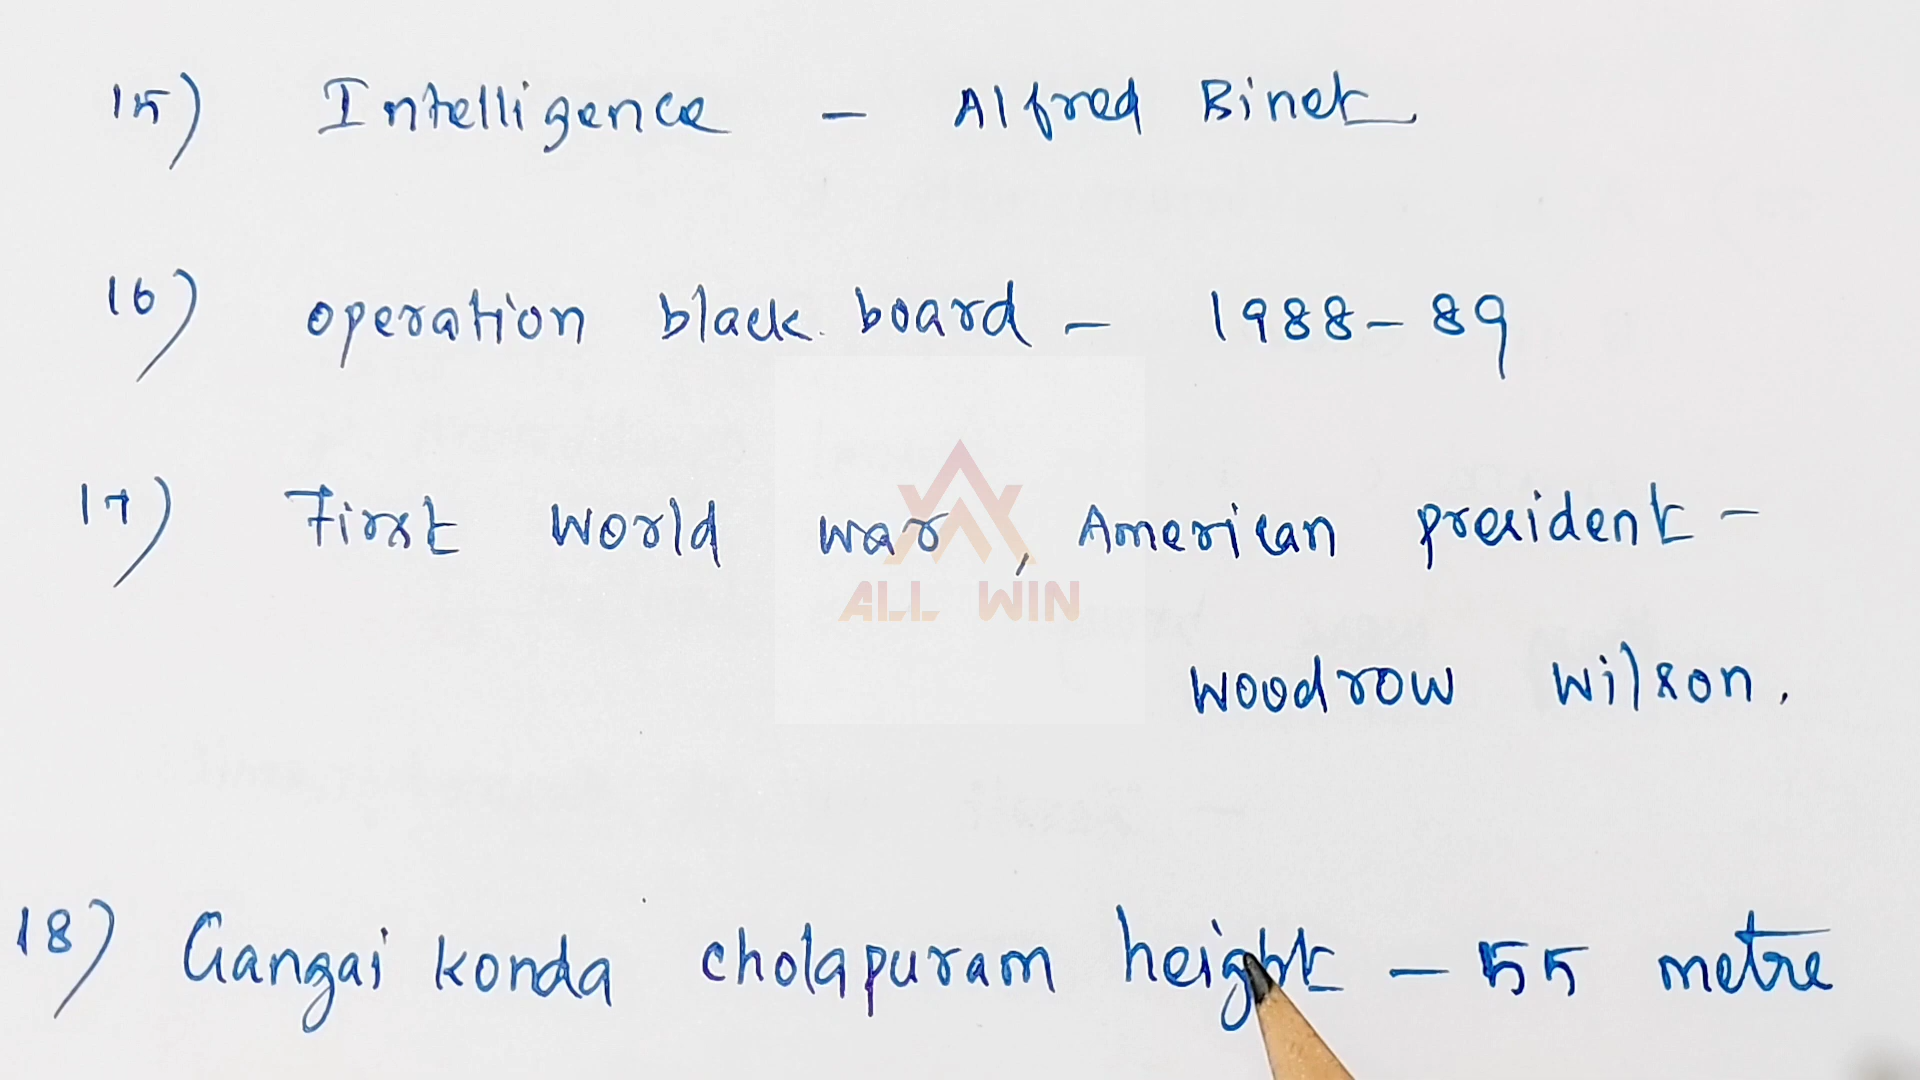 15) Intelligence - Alfred Binet
16) operation black board - 1988-89
17) First world war, American president -
ALL WIN
woodrow wilson.
18) Gangai konda cholapuram height - 55 metre